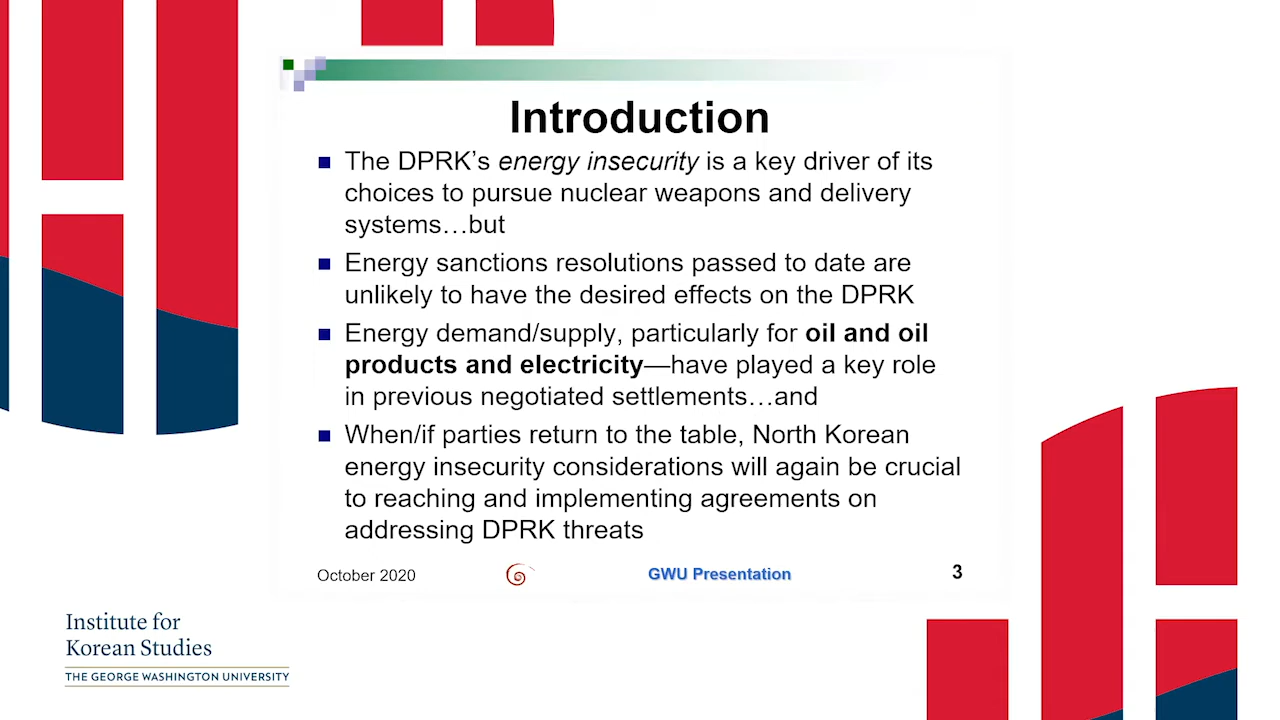 Introduction
The DPRK’s energy insecurity is a key driver of its
choices to pursue nuclear weapons and delivery
systems…but
Energy sanctions resolutions passed to date are
unlikely to have the desired effects on the DPRK
Energy demand/supply, particularly for oil and oil
products and electricity—have played a key role
in previous negotiated settlements…and
When/if parties return to the table, North Korean
energy insecurity considerations will again be crucial
to reaching and implementing agreements on
addressing DPRK threats
October 2020
GWU Presentation
3
Institute for
Korean Studies
THE GEORGE WASHINGTON UNIVERSITY